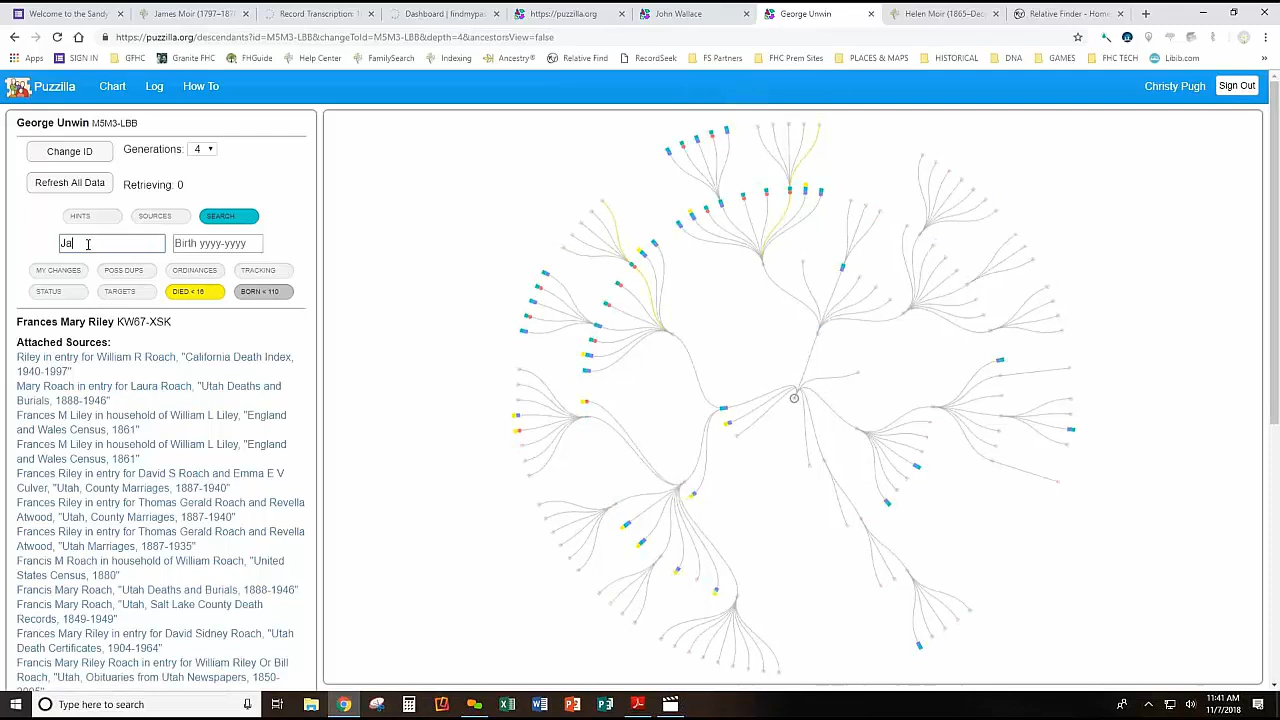 Welcome to the Sandy
James Moir (1797–187
Record Transcription: 1
Dashboard | findmypa
https://puzzilla.org
John Wallace
George Unwin
Helen Moir (1865–Dec
Relative Finder - Home
https://puzzilla.org/descendants?id=M5M3-LBB&changeToId=M5M3-LBB&depth=4&ancestorsView=false
Apps SIGN IN GFHC Granite FHC FHGuide Help Center FamilySearch Indexing Ancestry® Relative Find RecordSeek FS Partners FHC Prem Sites PLACES & MAPS HISTORICAL DNA GAMES FHC TECH Libib.com
Puzzilla Chart Log How To Christy Pugh Sign Out
George Unwin M5M3-LBB
Change ID Generations: 4
Refresh All Data Retrieving: 0
HINTS SOURCES SEARCH
Ja Birth yyyy-yyyy
MY CHANGES POSS DUPS ORDINANCES TRACKING
STATUS TARGETS DIED < 16 BORN < 110
Frances Mary Riley KW67-XSK
Attached Sources:
Riley in entry for William R Roach, "California Death Index,
1940-1997"
Mary Roach in entry for Laura Roach, "Utah Deaths and
Burials, 1888-1946"
Frances M Liley in household of William L Liley, "England
and Wales Census, 1861"
Frances M Liley in household of William L Liley, "England
and Wales Census, 1861"
Frances Riley in entry for David S Roach and Emma E V
Culver, "Utah, County Marriages, 1887-1940"
Frances Riley in entry for Thomas Gerald Roach and Revella
Atwood, "Utah, County Marriages, 1887-1940"
Frances Riley in entry for Thomas Gerald Roach and Revella
Atwood, "Utah Marriages, 1887-1935"
Francis M Roach in household of William Roach, "United
States Census, 1880"
Francis Mary Roach, "Utah Deaths and Burials, 1888-1946"
Francis Mary Roach, "Utah, Salt Lake County Death
Records, 1849-1949"
Frances Mary Riley in entry for David Sidney Roach, "Utah
Death Certificates, 1904-1964"
Francis Mary Riley Roach in entry for William Riley Or Bill
Roach, "Utah, Obituaries from Utah Newspapers, 1850-
2005"
Type here to search
11:41 AM
11/7/2018